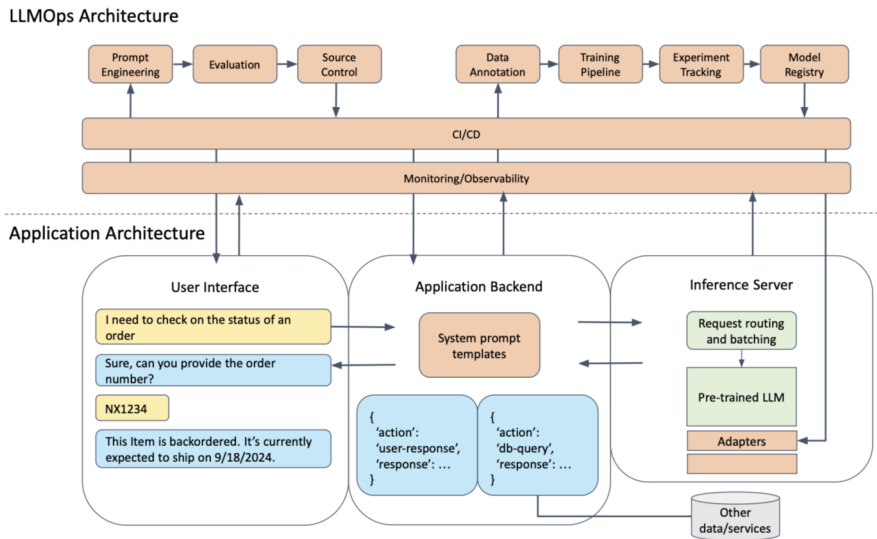 LLMOps Architecture
Prompt
Engineering
Evaluation
Source
Control
Data
Annotation
Training
Pipeline
Experiment
Tracking
Model
Registry
CI/CD
Monitoring/Observability
Application Architecture
User Interface
I need to check on the status of an
order
Sure, can you provide the order
number?
NX1234
This Item is backordered. It’s currently
expected to ship on 9/18/2024.
Application Backend
System prompt
templates
{
‘action’:
‘user-response’,
‘response’: ...
}
{
‘action’:
‘db-query’,
‘response’: ...
}
Inference Server
Request routing
and batching
Pre-trained LLM
Adapters
Other
data/services